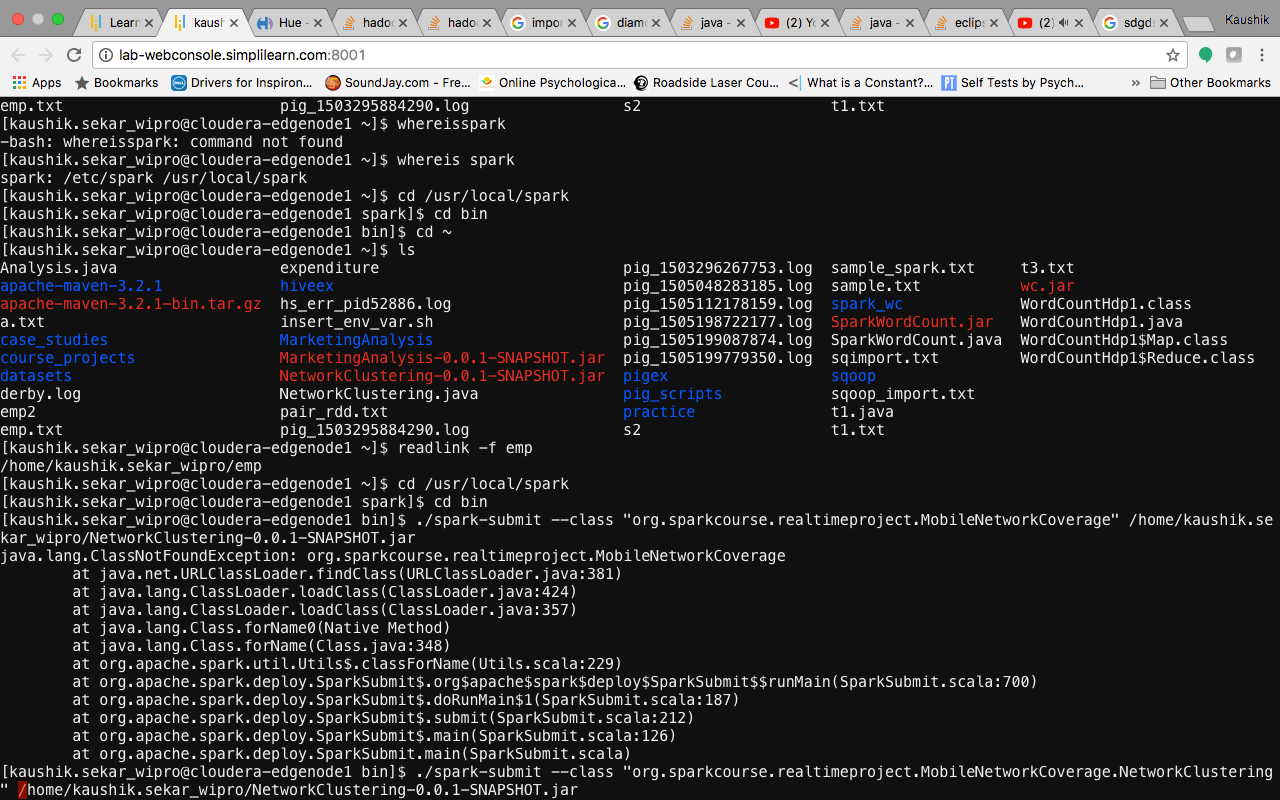 Learn
kaush
Hue -
hadoo
hadoo
impor
diamo
java -
(2) Yo
java -
eclips
(2)
sdgds
Kaushik
lab-webconsole.simplilearn.com:8001
Apps
Bookmarks
Drivers for Inspiron...
SoundJay.com - Fre...
Online Psychologica...
Roadside Laser Cou...
What is a Constant?...
Self Tests by Psych...
»
Other Bookmarks
emp.txt pig_1503295884290.log s2 t1.txt
[kaushik.sekar_wipro@cloudera-edgenode1 ~]$ whereisspark
-bash: whereisspark: command not found
[kaushik.sekar_wipro@cloudera-edgenode1 ~]$ whereis spark
spark: /etc/spark /usr/local/spark
[kaushik.sekar_wipro@cloudera-edgenode1 ~]$ cd /usr/local/spark
[kaushik.sekar_wipro@cloudera-edgenode1 spark]$ cd bin
[kaushik.sekar_wipro@cloudera-edgenode1 bin]$ cd ~
[kaushik.sekar_wipro@cloudera-edgenode1 ~]$ ls
Analysis.java expenditure pig_1503296267753.log sample_spark.txt t3.txt
apache-maven-3.2.1 hiveex pig_1505048283185.log sample.txt wc.jar
apache-maven-3.2.1-bin.tar.gz hs_err_pid52886.log pig_1505112178159.log spark_wc WordCountHdp1.class
a.txt insert_env_var.sh pig_1505198722177.log SparkWordCount.jar WordCountHdp1.java
case_studies MarketingAnalysis pig_1505199087874.log SparkWordCount.java WordCountHdp1$Map.class
course_projects MarketingAnalysis-0.0.1-SNAPSHOT.jar pig_1505199779350.log sqimport.txt WordCountHdp1$Reduce.class
datasets NetworkClustering-0.0.1-SNAPSHOT.jar pigex sqoop
derby.log NetworkClustering.java pig_scripts sqoop_import.txt
emp2 pair_rdd.txt practice t1.java
emp.txt pig_1503295884290.log s2 t1.txt
[kaushik.sekar_wipro@cloudera-edgenode1 ~]$ readlink -f emp
/home/kaushik.sekar_wipro/emp
[kaushik.sekar_wipro@cloudera-edgenode1 ~]$ cd /usr/local/spark
[kaushik.sekar_wipro@cloudera-edgenode1 spark]$ cd bin
[kaushik.sekar_wipro@cloudera-edgenode1 bin]$ ./spark-submit --class "org.sparkcourse.realtimeproject.MobileNetworkCoverage" /home/kaushik.se
kar_wipro/NetworkClustering-0.0.1-SNAPSHOT.jar
java.lang.ClassNotFoundException: org.sparkcourse.realtimeproject.MobileNetworkCoverage
at java.net.URLClassLoader.findClass(URLClassLoader.java:381)
at java.lang.ClassLoader.loadClass(ClassLoader.java:424)
at java.lang.ClassLoader.loadClass(ClassLoader.java:357)
at java.lang.Class.forName0(Native Method)
at java.lang.Class.forName(Class.java:348)
at org.apache.spark.util.Utils$.classForName(Utils.scala:229)
at org.apache.spark.deploy.SparkSubmit$.org$apache$spark$deploy$SparkSubmit$$runMain(SparkSubmit.scala:700)
at org.apache.spark.deploy.SparkSubmit$.doRunMain$1(SparkSubmit.scala:187)
at org.apache.spark.deploy.SparkSubmit$.submit(SparkSubmit.scala:212)
at org.apache.spark.deploy.SparkSubmit$.main(SparkSubmit.scala:126)
at org.apache.spark.deploy.SparkSubmit.main(SparkSubmit.scala)
[kaushik.sekar_wipro@cloudera-edgenode1 bin]$ ./spark-submit --class "org.sparkcourse.realtimeproject.MobileNetworkCoverage.NetworkClustering
" /home/kaushik.sekar_wipro/NetworkClustering-0.0.1-SNAPSHOT.jar